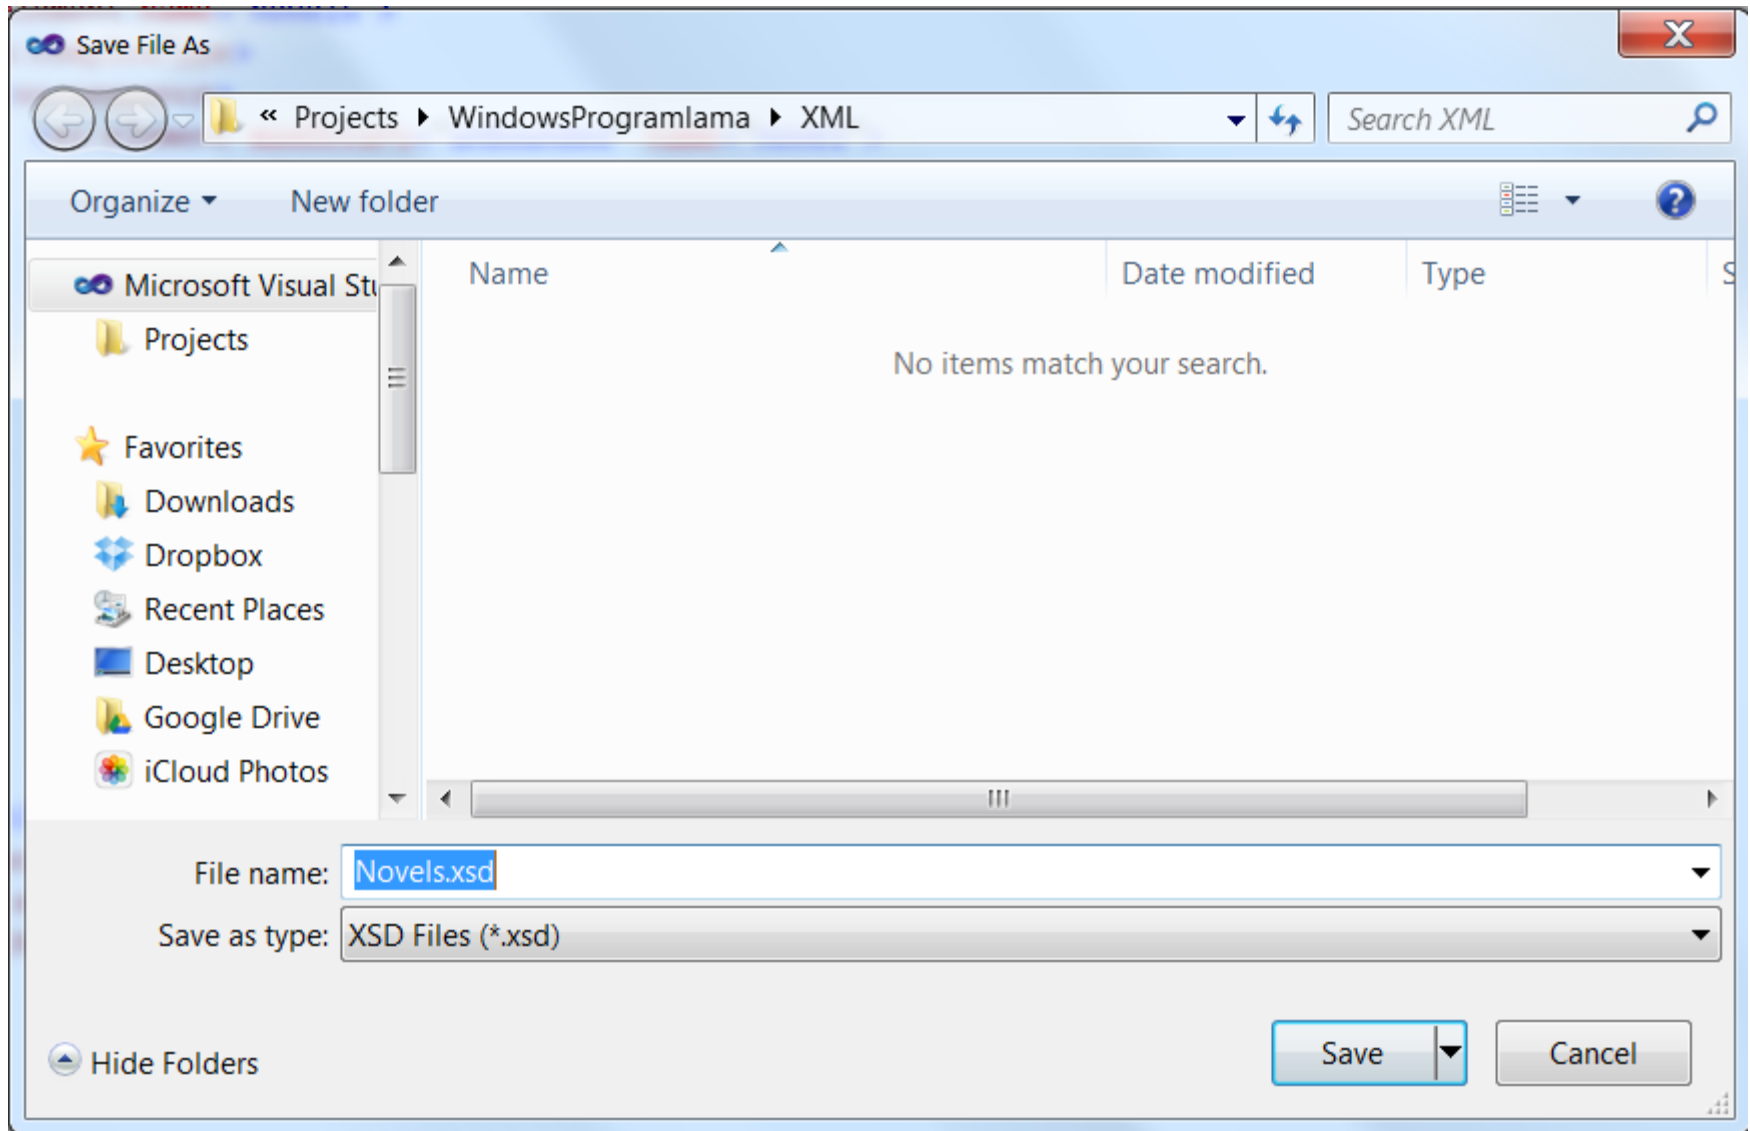 Save File As
« Projects WindowsProgramlama XML
Search XML
Organize New folder
Microsoft Visual Stu
Projects
Favorites
Downloads
Dropbox
Recent Places
Desktop
Google Drive
iCloud Photos
Name Date modified Type S
No items match your search.
File name: Novels.xsd
Save as type: XSD Files (*.xsd)
Hide Folders
Save Cancel